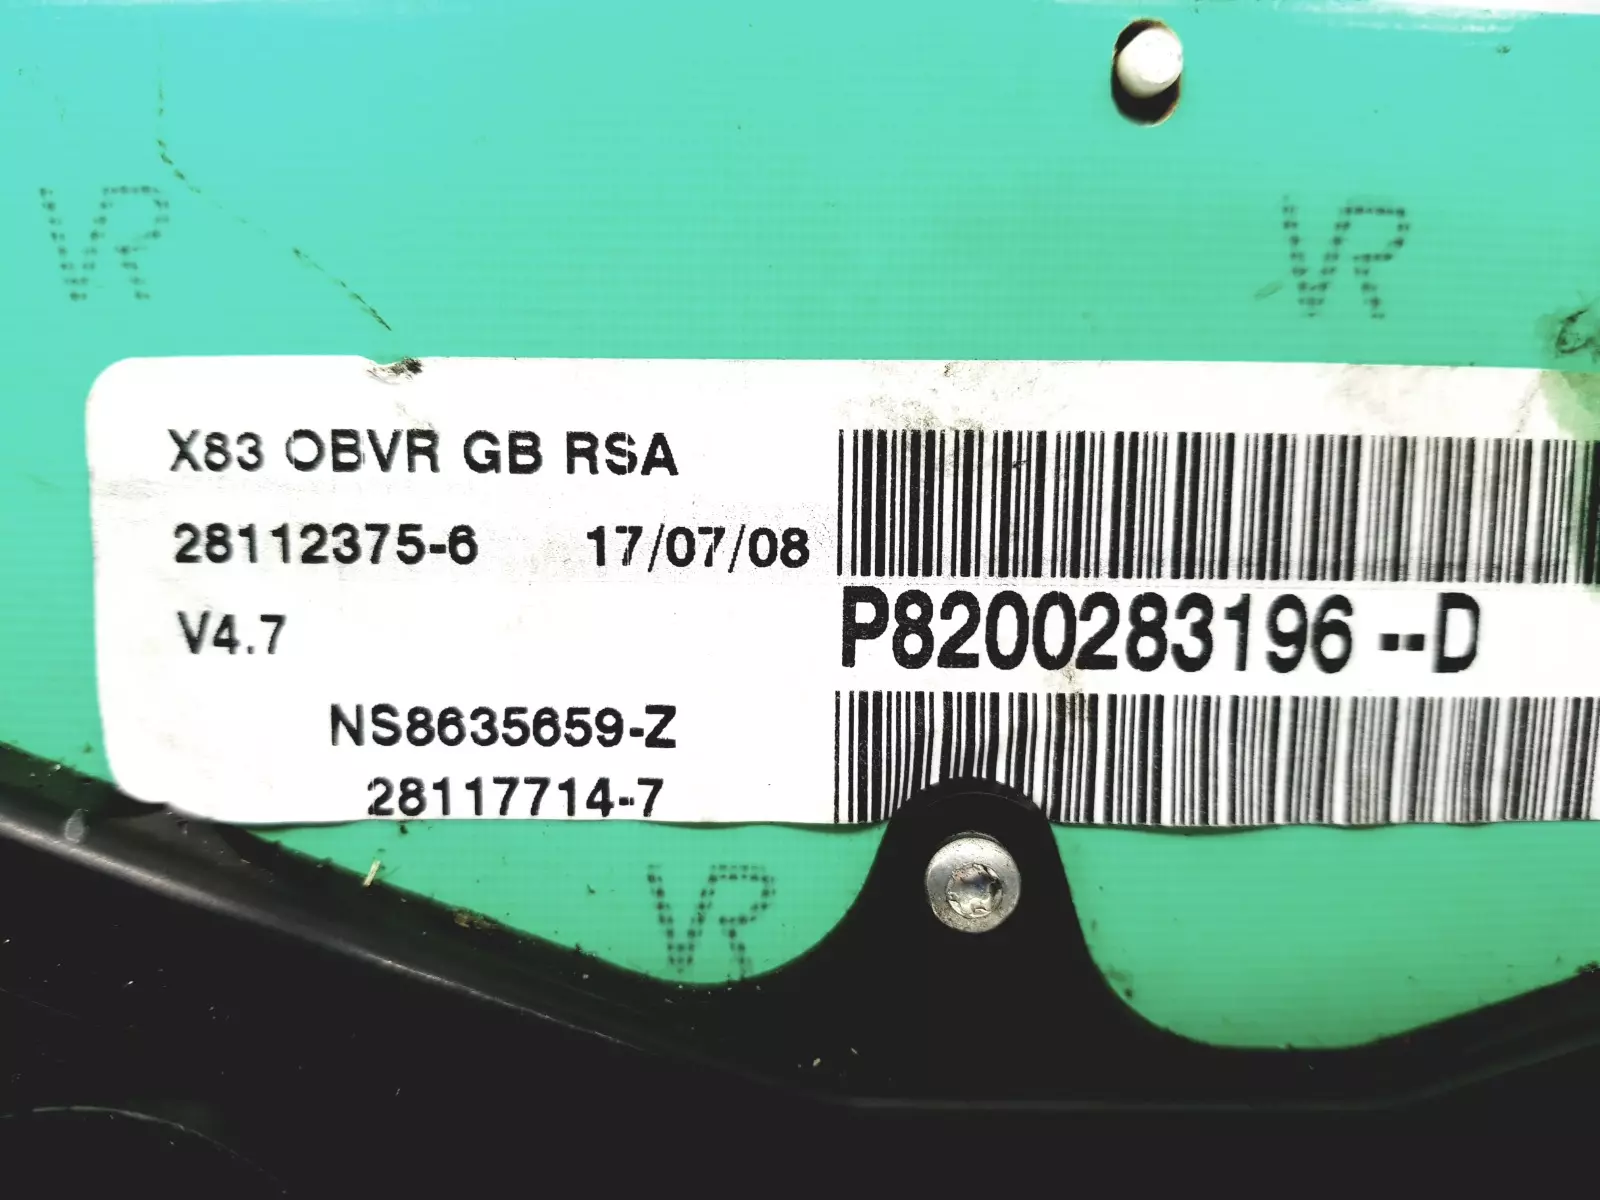 VR
VR
X83 OBVR GB RSA
28112375-6 17/07/08
V4.7
P8200283196--D
NS8635659-Z
28117714-7
VR